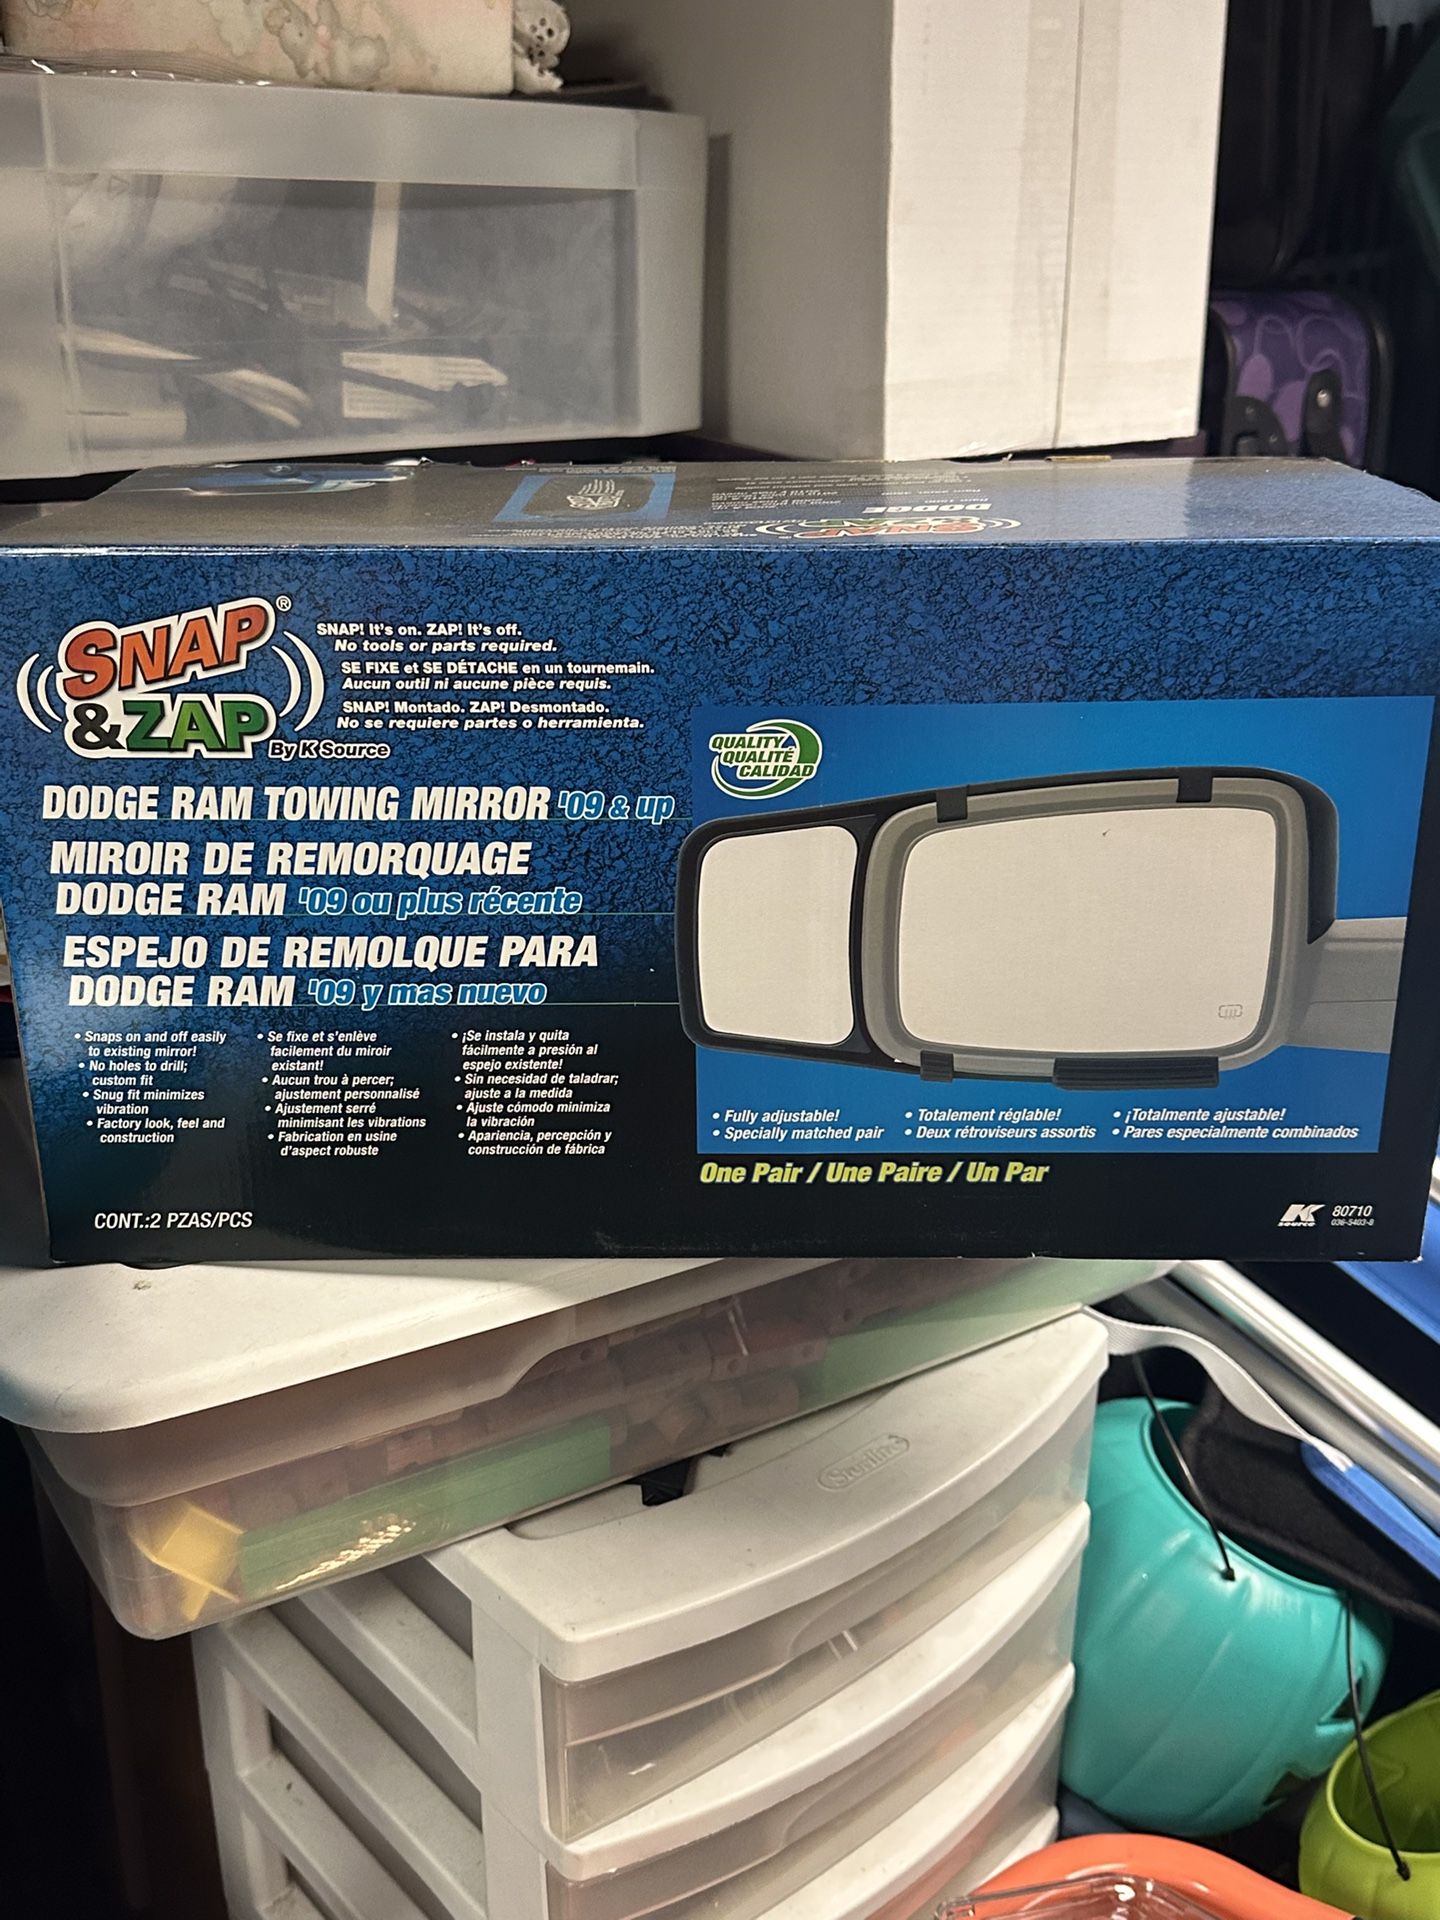 DODGE
SNAP
& ZAP
SNAP®
&ZAP
By K Source
SNAP! It's on. ZAP! It's off.
No tools or parts required.
SE FIXE et SE DÉTACHE en un tournemain.
Aucun outil ni aucune pièce requis.
SNAP! Montado. ZAP! Desmontado.
No se requiere partes o herramienta.
DODGE RAM TOWING MIRROR '09 & up
MIROIR DE REMORQUAGE
DODGE RAM '09 ou plus récente
ESPEJO DE REMOLQUE PARA
DODGE RAM '09 y mas nuevo
• Snaps on and off easily
to existing mirror!
• No holes to drill;
custom fit
• Snug fit minimizes
vibration
• Factory look, feel and
construction
• Se fixe et s'enlève
facilement du miroir
existant!
• Aucun trou à percer;
ajustement personnalisé
• Ajustement serré
minimisant les vibrations
• Fabrication en usine
d'aspect robuste
• ¡Se instala y quita
fácilmente a presión al
espejo existente!
• Sin necesidad de taladrar;
ajuste a la medida
• Ajuste cómodo minimiza
la vibración
• Apariencia, percepción y
construcción de fábrica
QUALITY
QUALITÉ
CALIDAD
• Fully adjustable!
• Specially matched pair
• Totalement réglable!
• Deux rétroviseurs assortis
• ¡Totalmente ajustable!
• Pares especialmente combinados
One Pair / Une Paire / Un Par
CONT.:2 PZAS/PCS
K
source
80710
036-5403-8
Sterilite